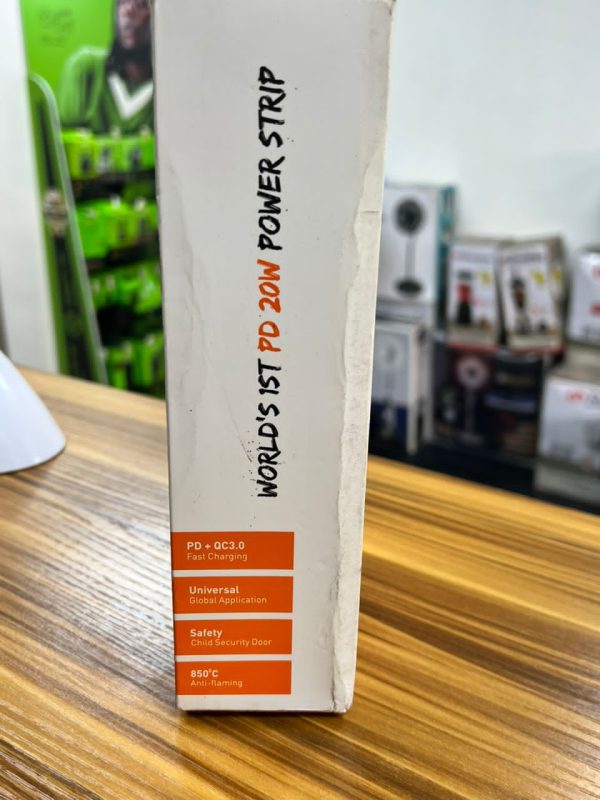 WORLD'S 1ST PD 20W POWER STRIP
PD + QC3.0
Fast Charging
Universal
Global Application
Safety
Child Security Door
850°C
Anti-flaming